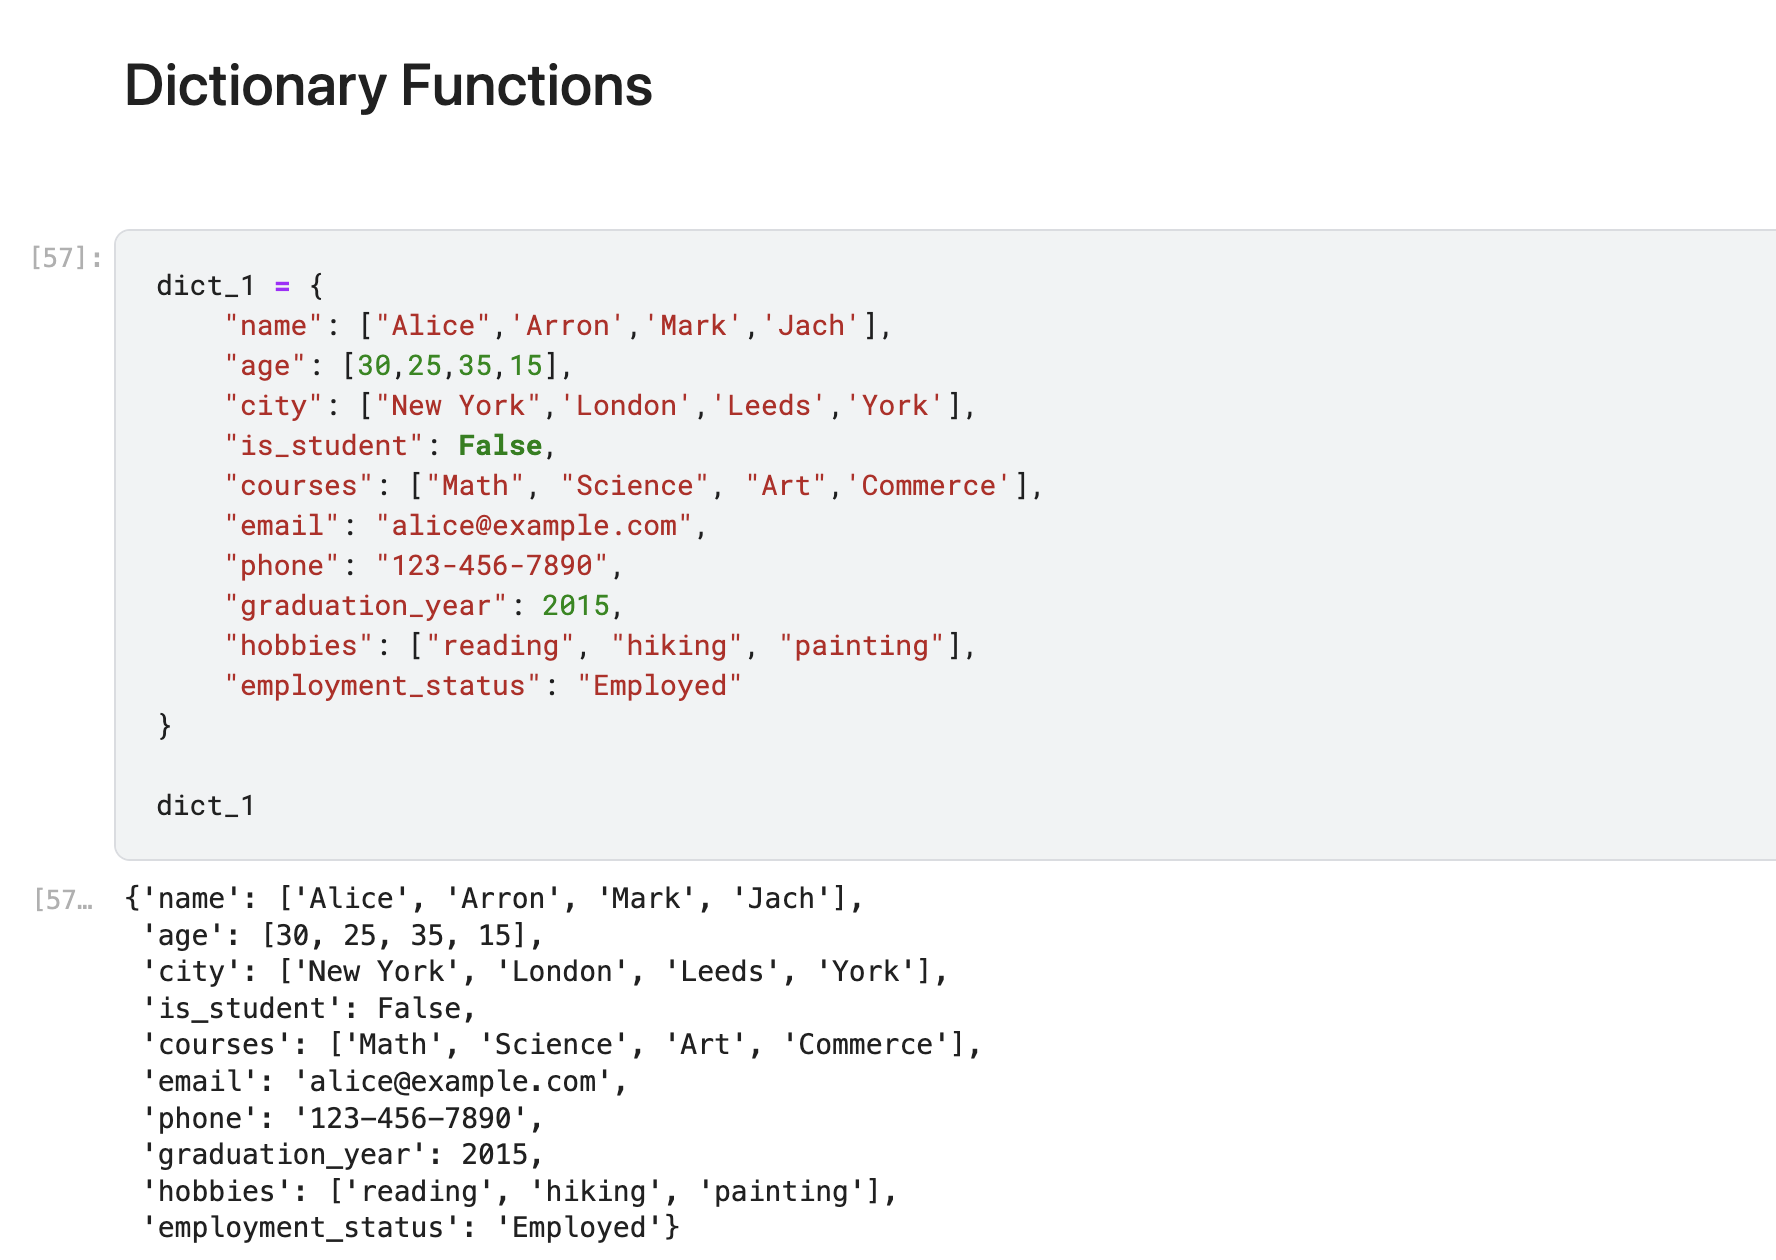 Dictionary Functions
[57]:
dict_1 = {
    "name": ["Alice",'Arron','Mark','Jach'],
    "age": [30,25,35,15],
    "city": ["New York",'London','Leeds','York'],
    "is_student": False,
    "courses": ["Math", "Science", "Art",'Commerce'],
    "email": "alice@example.com",
    "phone": "123-456-7890",
    "graduation_year": 2015,
    "hobbies": ["reading", "hiking", "painting"],
    "employment_status": "Employed"
}
dict_1
[57…
{'name': ['Alice', 'Arron', 'Mark', 'Jach'],
 'age': [30, 25, 35, 15],
 'city': ['New York', 'London', 'Leeds', 'York'],
 'is_student': False,
 'courses': ['Math', 'Science', 'Art', 'Commerce'],
 'email': 'alice@example.com',
 'phone': '123-456-7890',
 'graduation_year': 2015,
 'hobbies': ['reading', 'hiking', 'painting'],
 'employment_status': 'Employed'}